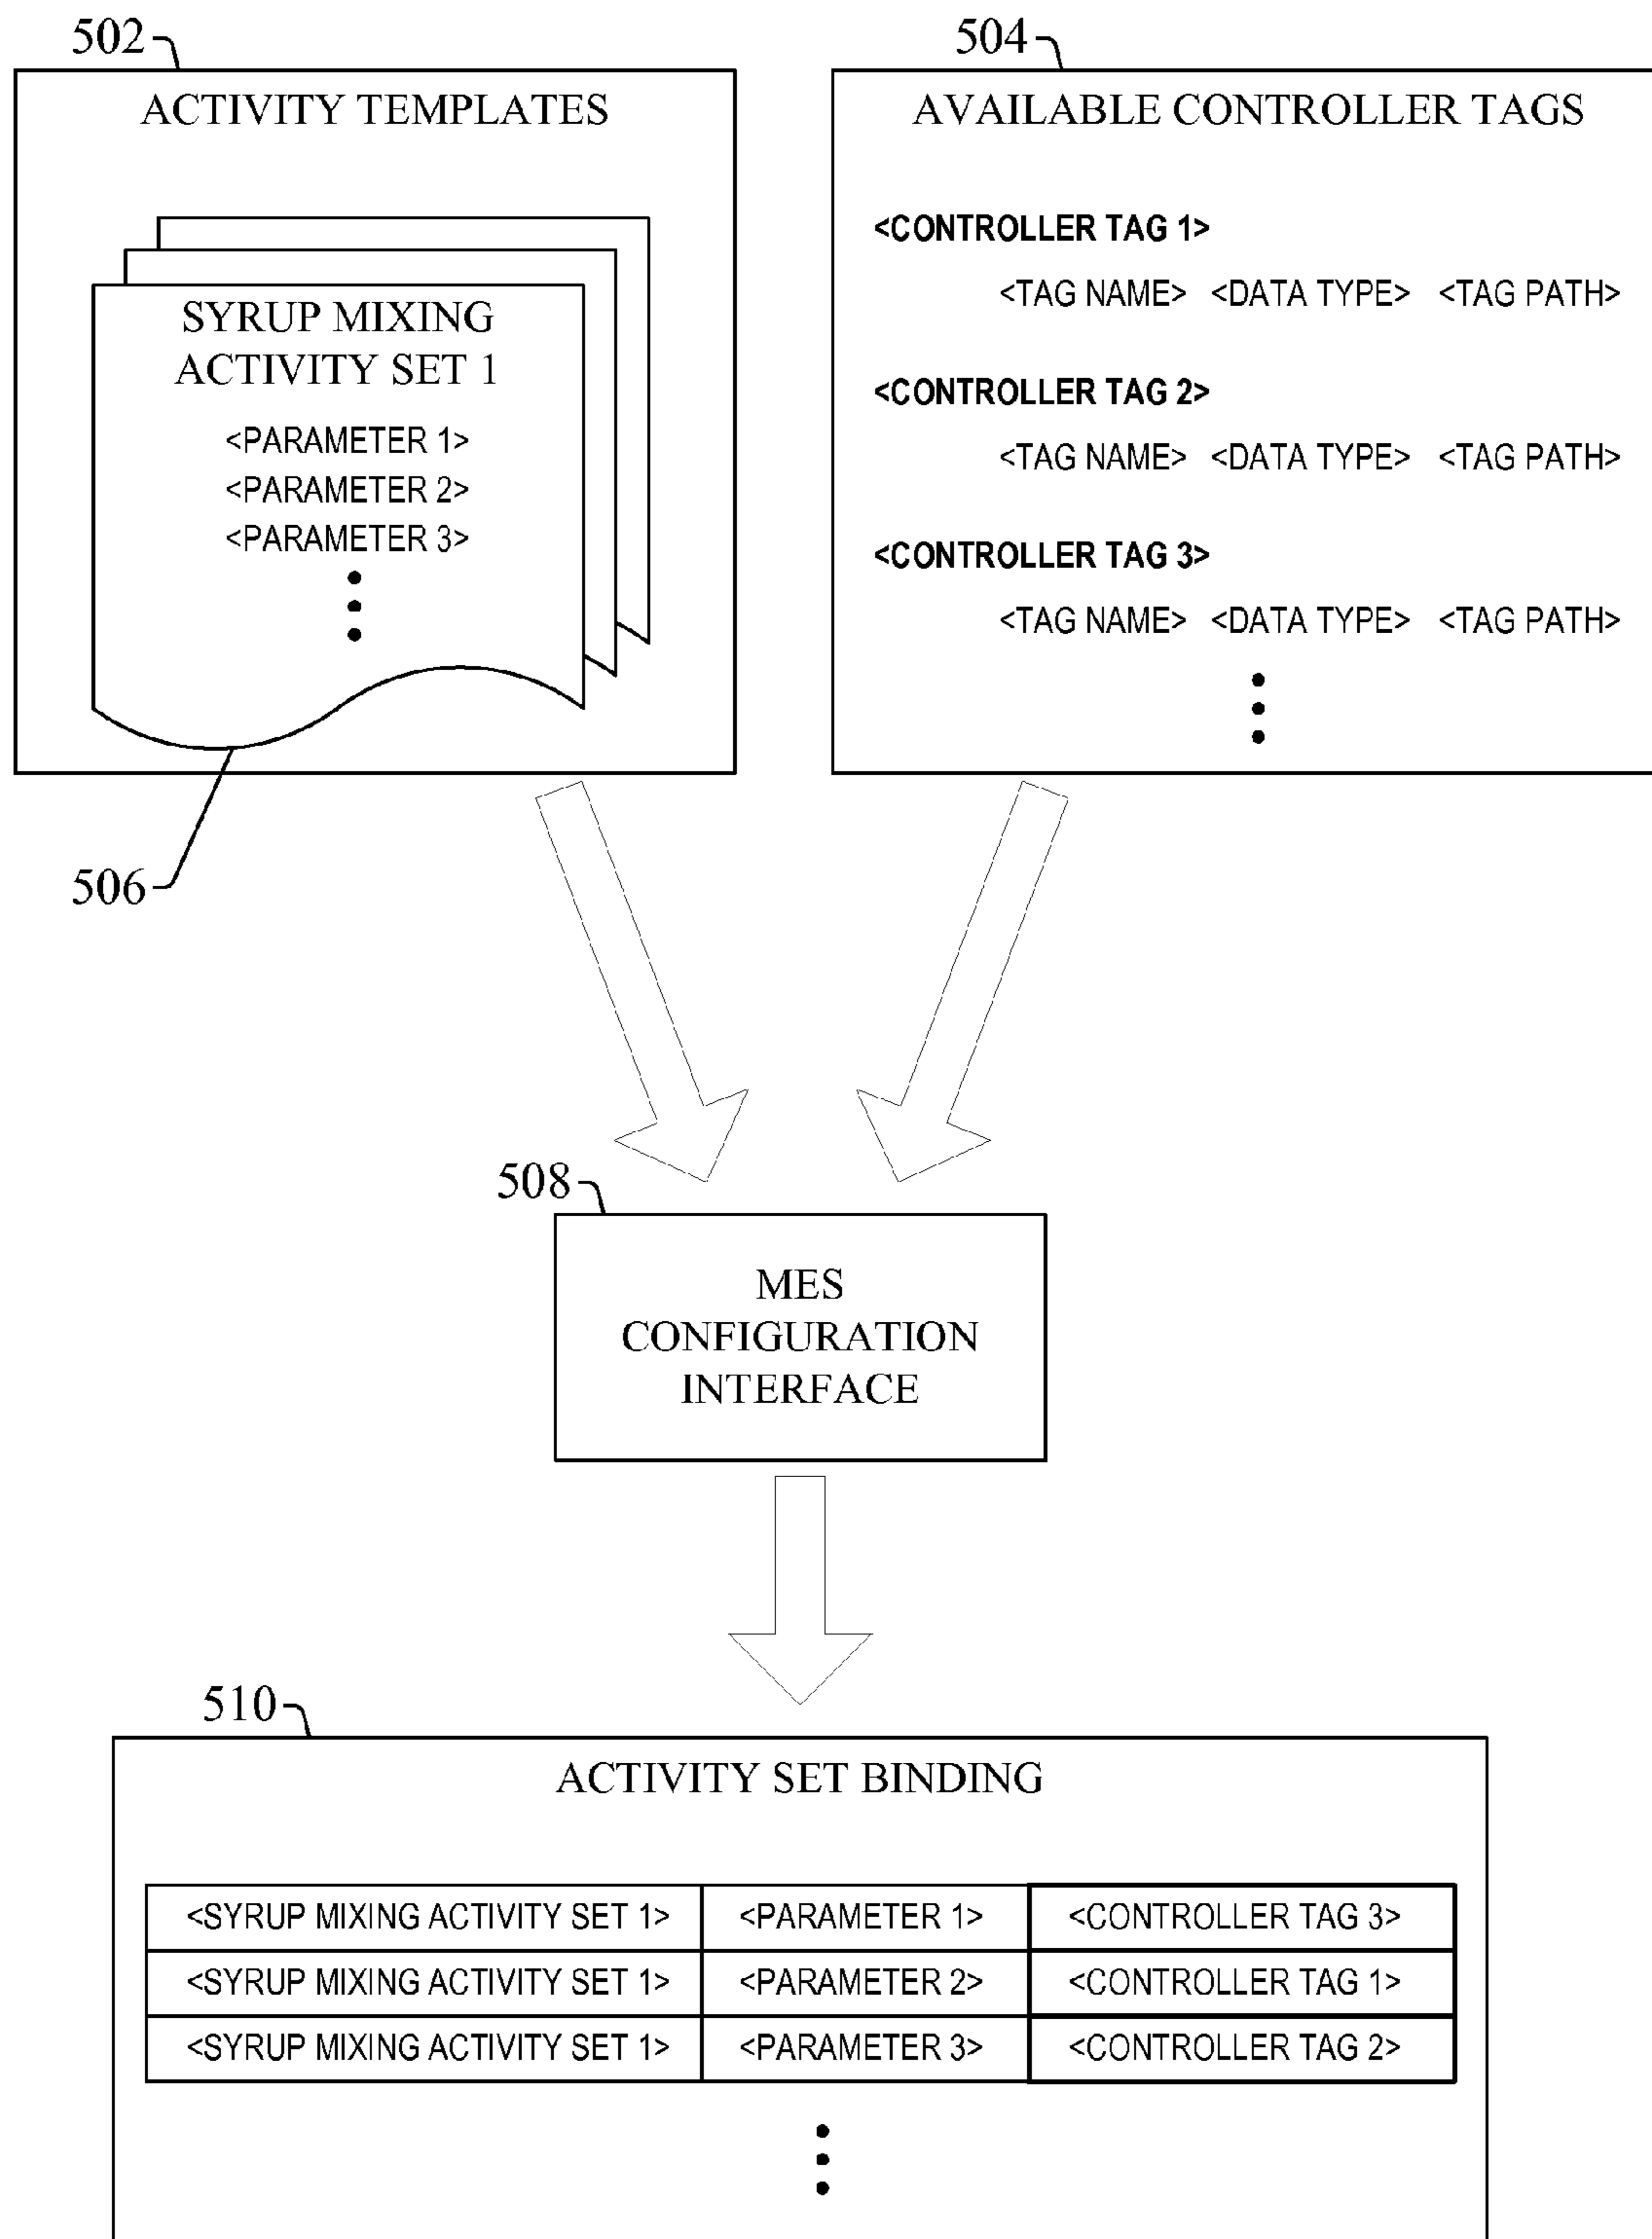 502
ACTIVITY TEMPLATES
SYRUP MIXING
ACTIVITY SET 1
<PARAMETER 1>
<PARAMETER 2>
<PARAMETER 3>
506
504
AVAILABLE CONTROLLER TAGS
<CONTROLLER TAG 1>
<TAG NAME> <DATA TYPE> <TAG PATH>
<CONTROLLER TAG 2>
<TAG NAME> <DATA TYPE> <TAG PATH>
<CONTROLLER TAG 3>
<TAG NAME> <DATA TYPE> <TAG PATH>
508
MES
CONFIGURATION
INTERFACE
510
ACTIVITY SET BINDING
<SYRUP MIXING ACTIVITY SET 1> <PARAMETER 1> <CONTROLLER TAG 3>
<SYRUP MIXING ACTIVITY SET 1> <PARAMETER 2> <CONTROLLER TAG 1>
<SYRUP MIXING ACTIVITY SET 1> <PARAMETER 3> <CONTROLLER TAG 2>